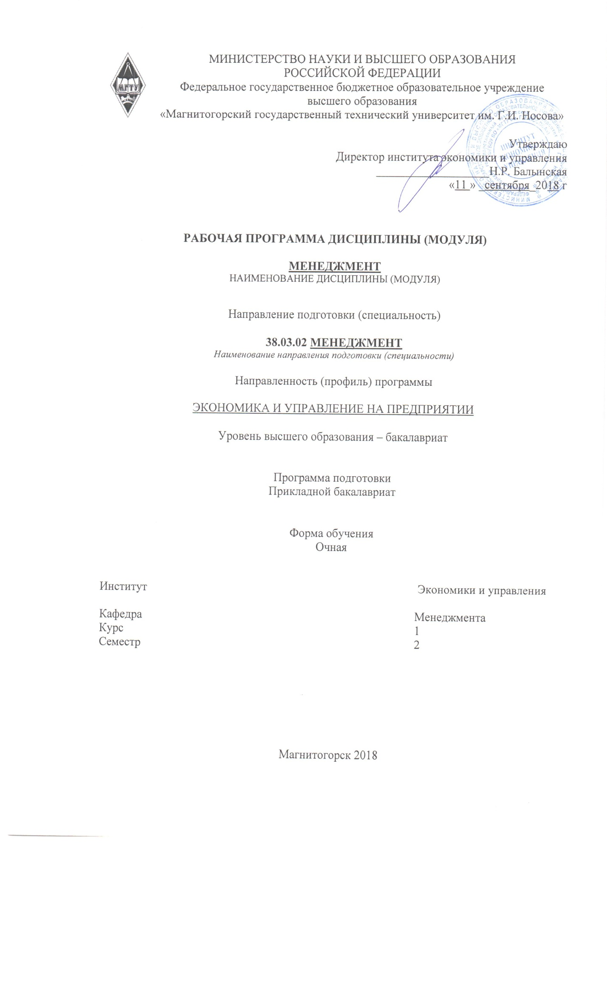 МИНИСТЕРСТВО НАУКИ И ВЫСШЕГО ОБРАЗОВАНИЯ
РОССИЙСКОЙ ФЕДЕРАЦИИ
Федеральное государственное бюджетное образовательное учреждение
высшего образования
«Магнитогорский государственный технический университет им. Г.И. Носова»
МГТУ
Утверждаю
Директор института экономики и управления
Н.Р. Балынская
«11 » _сентября_ 2018 г
ИНСТИТУТ
ЭКОНОМИКИ И
УПРАВЛЕНИЯ
РАБОЧАЯ ПРОГРАММА ДИСЦИПЛИНЫ (МОДУЛЯ)
МЕНЕДЖМЕНТ
НАИМЕНОВАНИЕ ДИСЦИПЛИНЫ (МОДУЛЯ)
Направление подготовки (специальность)
38.03.02 МЕНЕДЖМЕНТ
Наименование направления подготовки (специальности)
Направленность (профиль) программы
ЭКОНОМИКА И УПРАВЛЕНИЕ НА ПРЕДПРИЯТИИ
Уровень высшего образования – бакалавриат
Программа подготовки
Прикладной бакалавриат
Форма обучения
Очная
Институт Экономики и управления
Кафедра Менеджмента
Курс 1
Семестр 2
Магнитогорск 2018